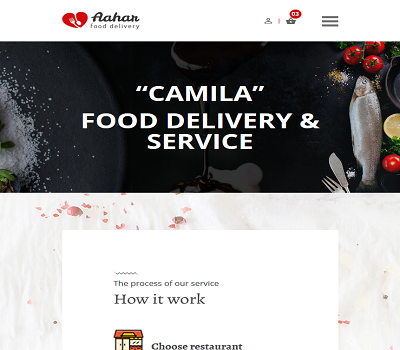 Aahar
food delivery
03
“CAMILA”
FOOD DELIVERY &
SERVICE
The process of our service
How it work
Choose restaurant